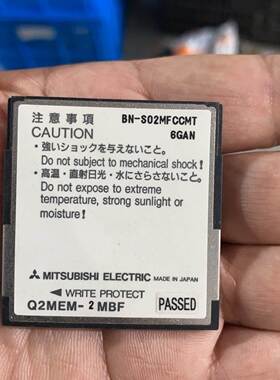 注意事項 BN-S02MFCCMT
CAUTION 6GAN
・強いショックを与えないこと。
Do not subject to mechanical shock!
・高温・直射日光・水にさらさないこと。
Do not expose to extreme
temperature, strong sunlight or
moisture!
MITSUBISHI ELECTRIC MADE IN JAPAN
◀ WRITE PROTECT
Q2MEM-2MBF PASSED